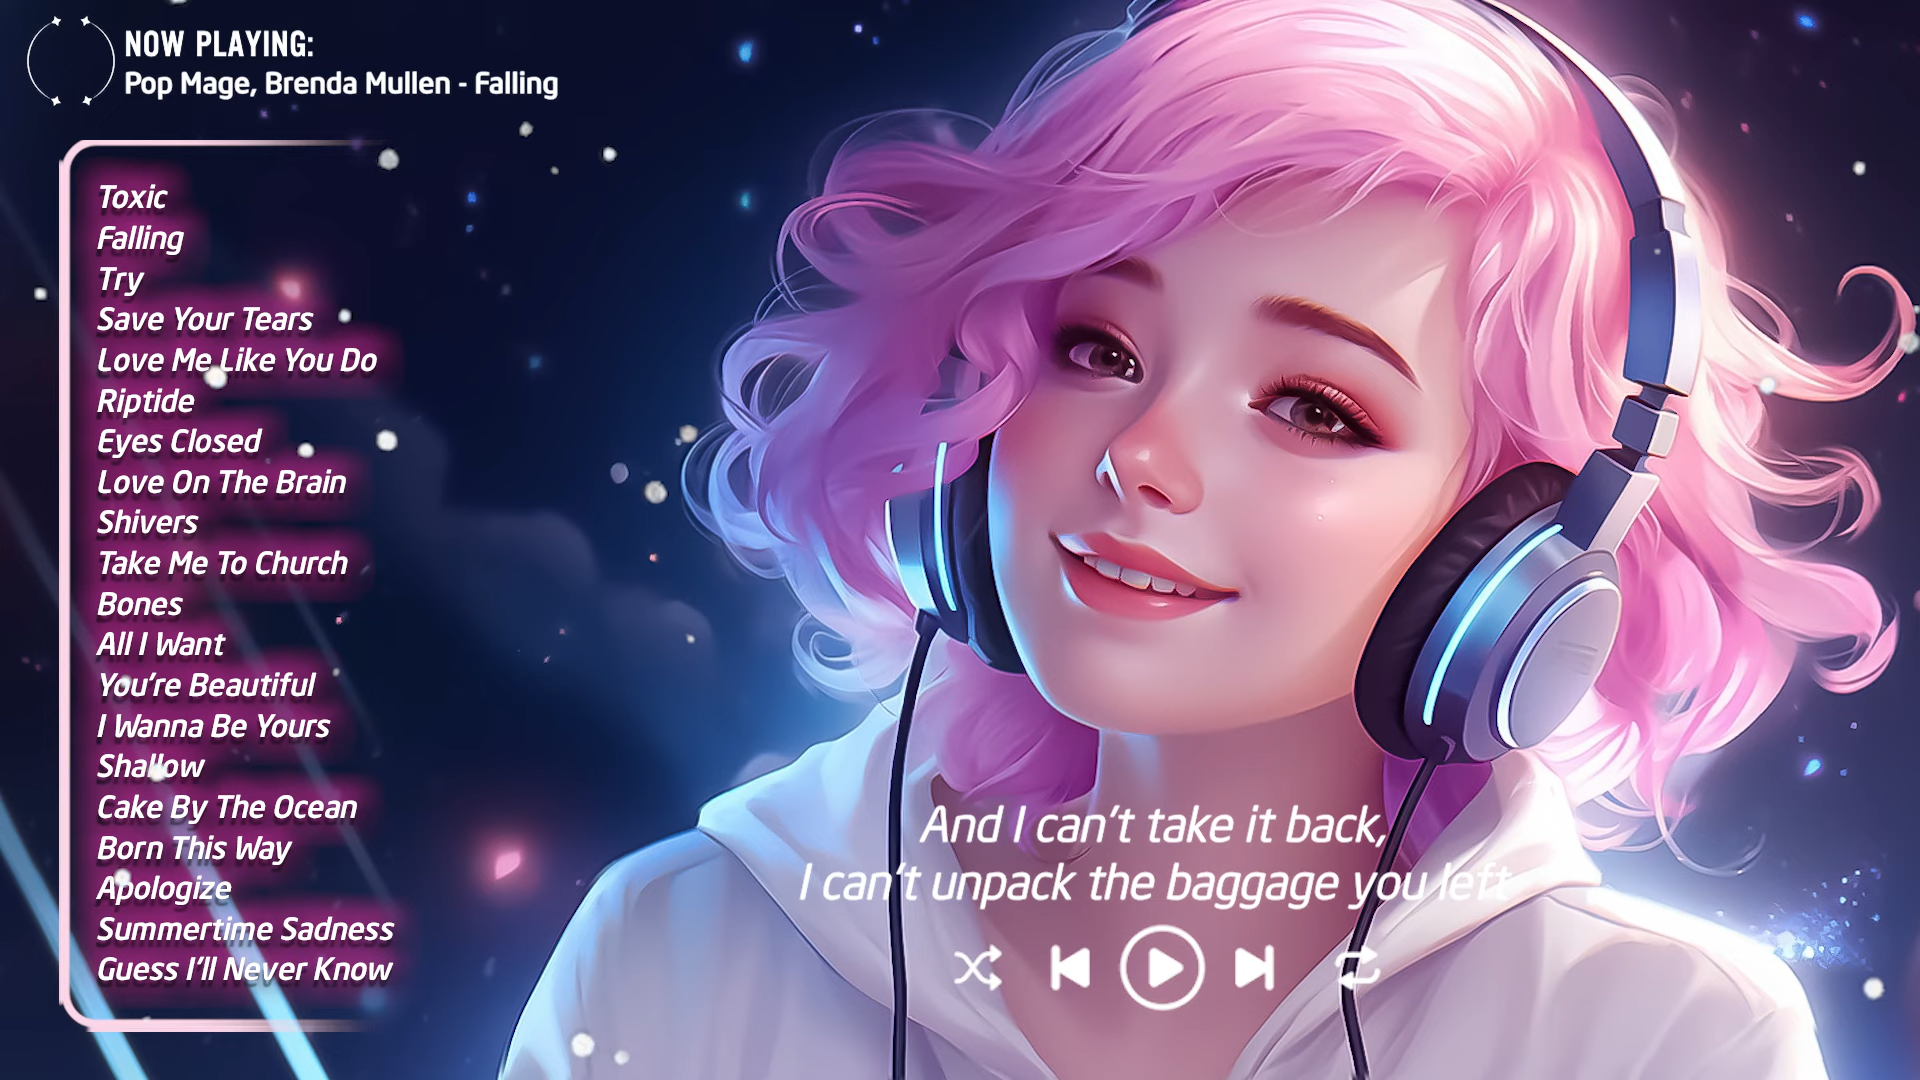 NOW PLAYING:
Pop Mage, Brenda Mullen - Falling
Toxic
Falling
Try
Save Your Tears
Love Me Like You Do
Riptide
Eyes Closed
Love On The Brain
Shivers
Take Me To Church
Bones
All I Want
You're Beautiful
I Wanna Be Yours
Shallow
Cake By The Ocean
Born This Way
Apologize
Summertime Sadness
Guess I'll Never Know
And I can't take it back,
I can't unpack the baggage you left